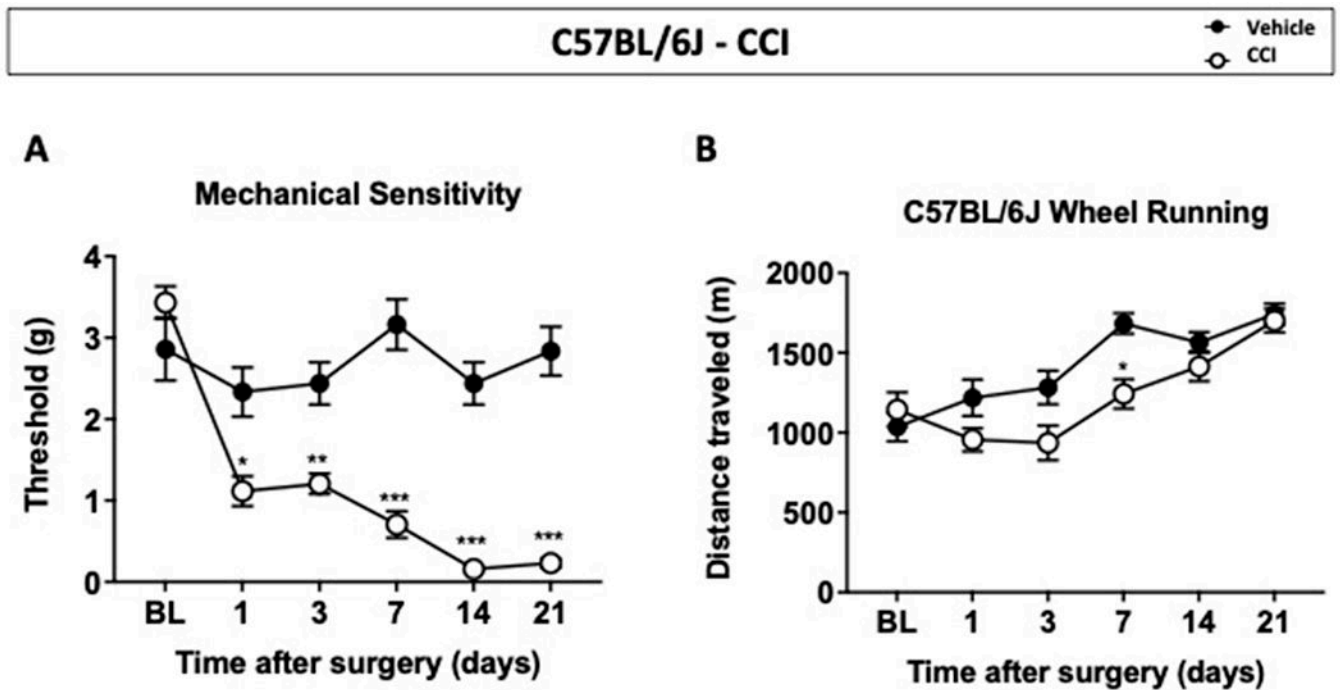 C57BL/6J - CCI
Vehicle
CCI
A
Mechanical Sensitivity
Threshold (g)
4
3
2
1
0
*
**
***
***
***
BL 1 3 7 14 21
Time after surgery (days)
B
C57BL/6J Wheel Running
Distance traveled (m)
2000
1500
1000
500
0
*
BL 1 3 7 14 21
Time after surgery (days)